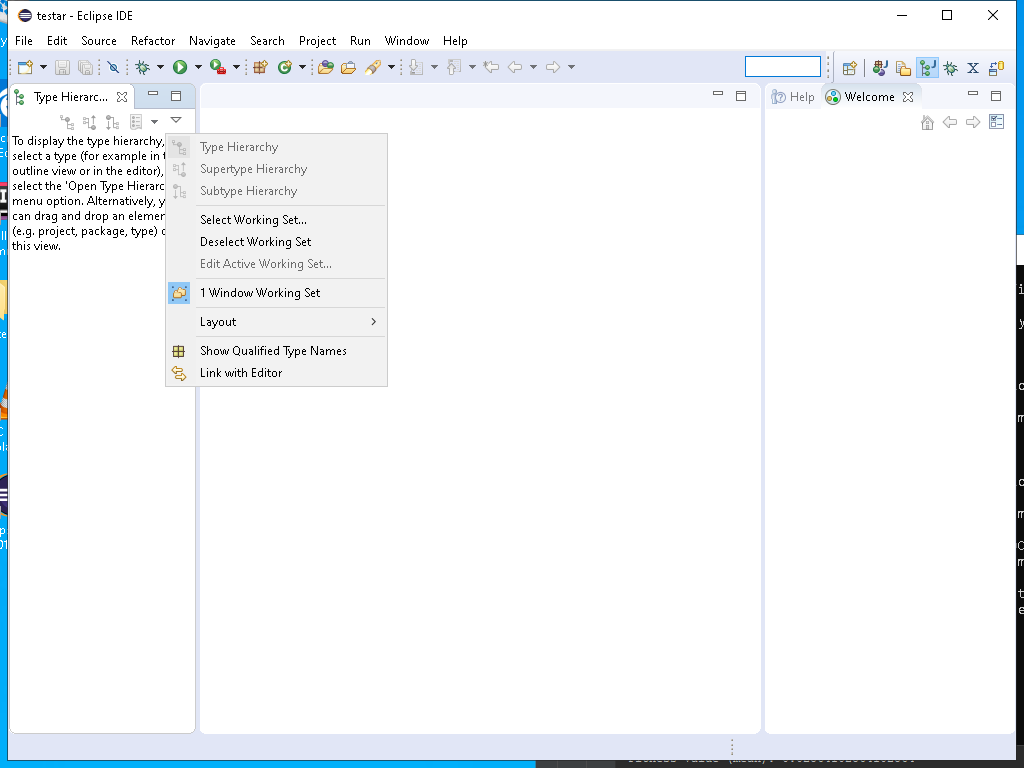 testar - Eclipse IDE
File Edit Source Refactor Navigate Search Project Run Window Help
Type Hierarc...
Help
Welcome
To display the type hierarchy,
select a type (for example in t
outline view or in the editor),
select the 'Open Type Hierarc
menu option. Alternatively, y
can drag and drop an elemen
(e.g. project, package, type) o
this view.
Type Hierarchy
Supertype Hierarchy
Subtype Hierarchy
Select Working Set...
Deselect Working Set
Edit Active Working Set...
1 Window Working Set
Layout
Show Qualified Type Names
Link with Editor